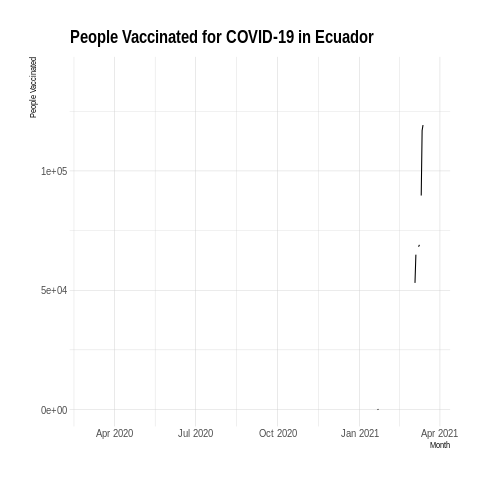 People Vaccinated for COVID-19 in Ecuador
People Vaccinated
1e+05
5e+04
0e+00
Apr 2020
Jul 2020
Oct 2020
Jan 2021
Apr 2021
Month